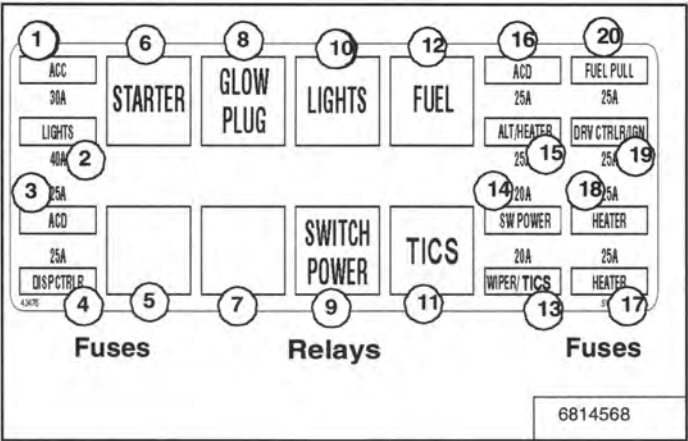 1 6 8 10 12 16 20
ACC
30A
LIGHTS
40A
2
3
25A
ACD
25A
DISP CTRLR
4
STARTER
GLOW
PLUG
LIGHTS
FUEL
5
7
SWITCH
POWER
9
TICS
11
ACD
25A
ALT/HEATER
15
14
20A
SW POWER
20A
WIPER/TICS
13
FUEL PULL
25A
DRV CTRLR/IGN
25A
19
18
25A
HEATER
25A
HEATER
17
Fuses Relays Fuses
6814568